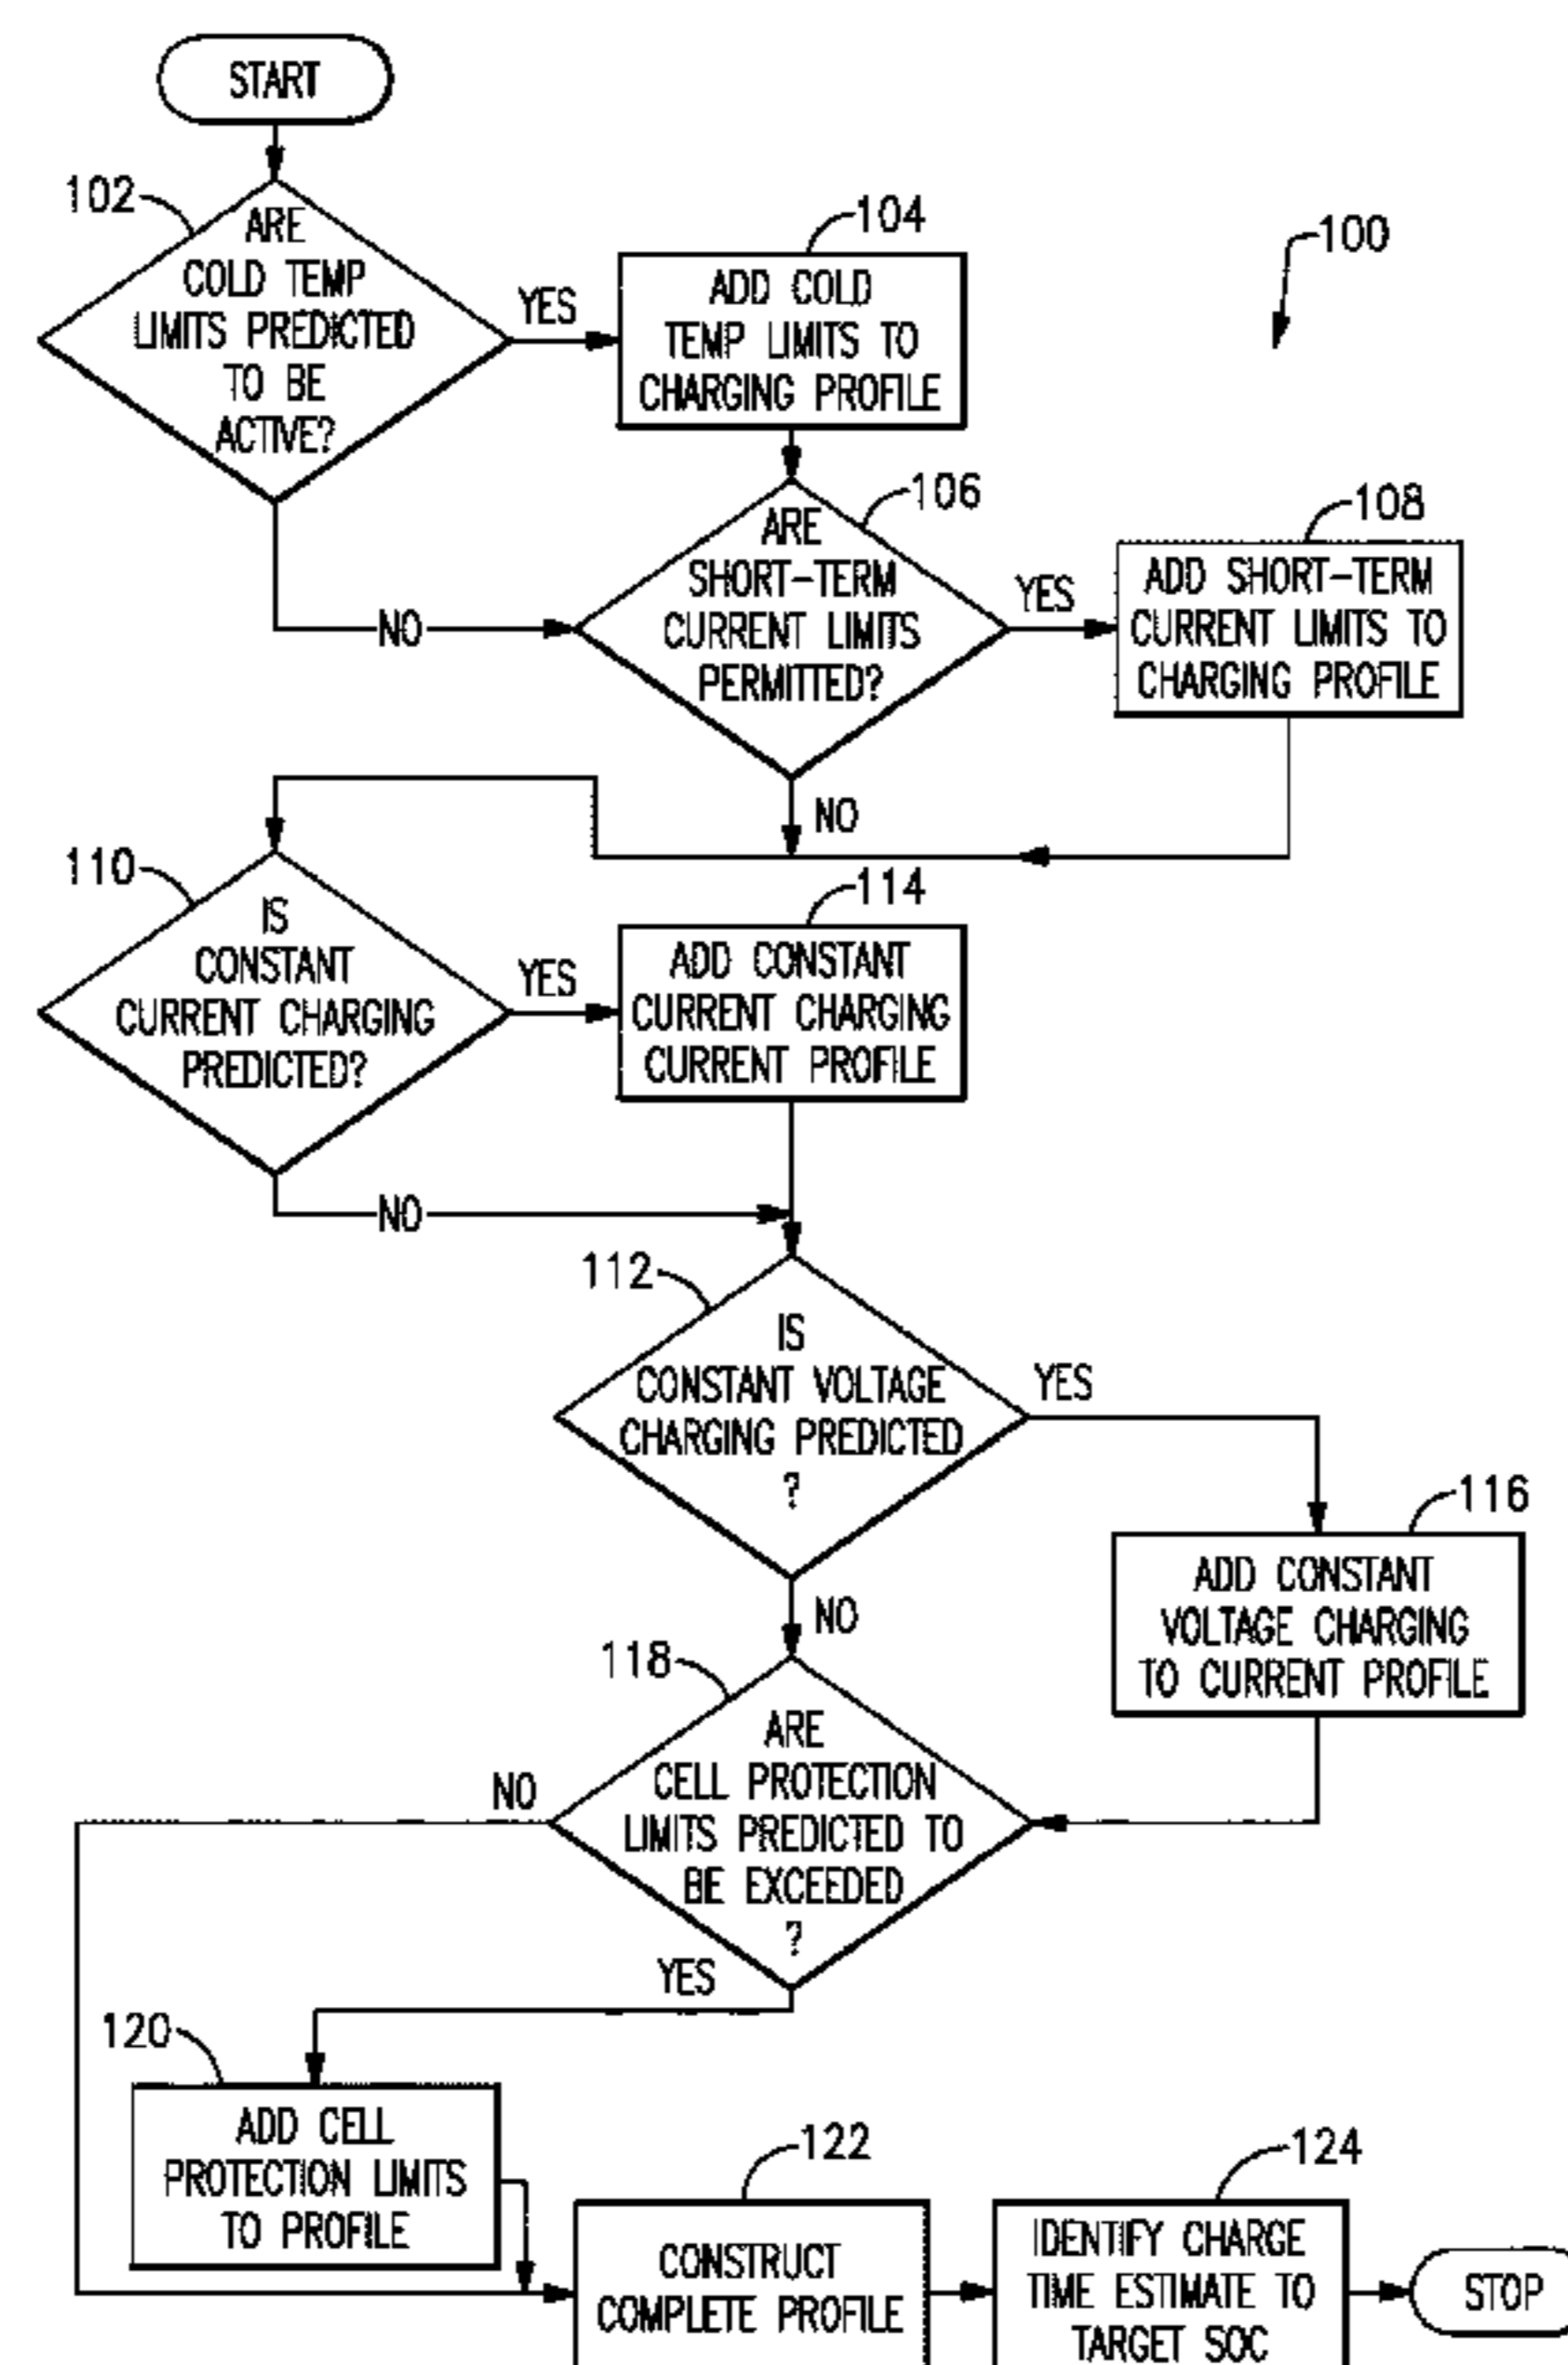 START
102
ARE
COLD TEMP
LIMITS PREDICTED
TO BE
ACTIVE?
YES
104
ADD COLD
TEMP LIMITS TO
CHARGING PROFILE
100
NO
106
ARE
SHORT-TERM
CURRENT LIMITS
PERMITTED?
YES
108
ADD SHORT-TERM
CURRENT LIMITS TO
CHARGING PROFILE
NO
110
IS
CONSTANT
CURRENT CHARGING
PREDICTED?
YES
114
ADD CONSTANT
CURRENT CHARGING
CURRENT PROFILE
NO
112
IS
CONSTANT VOLTAGE
CHARGING PREDICTED
?
YES
116
ADD CONSTANT
VOLTAGE CHARGING
TO CURRENT PROFILE
NO
118
ARE
CELL PROTECTION
LIMITS PREDICTED TO
BE EXCEEDED
?
NO
YES
120
ADD CELL
PROTECTION LIMITS
TO PROFILE
122
CONSTRUCT
COMPLETE PROFILE
124
IDENTIFY CHARGE
TIME ESTIMATE TO
TARGET SOC
STOP